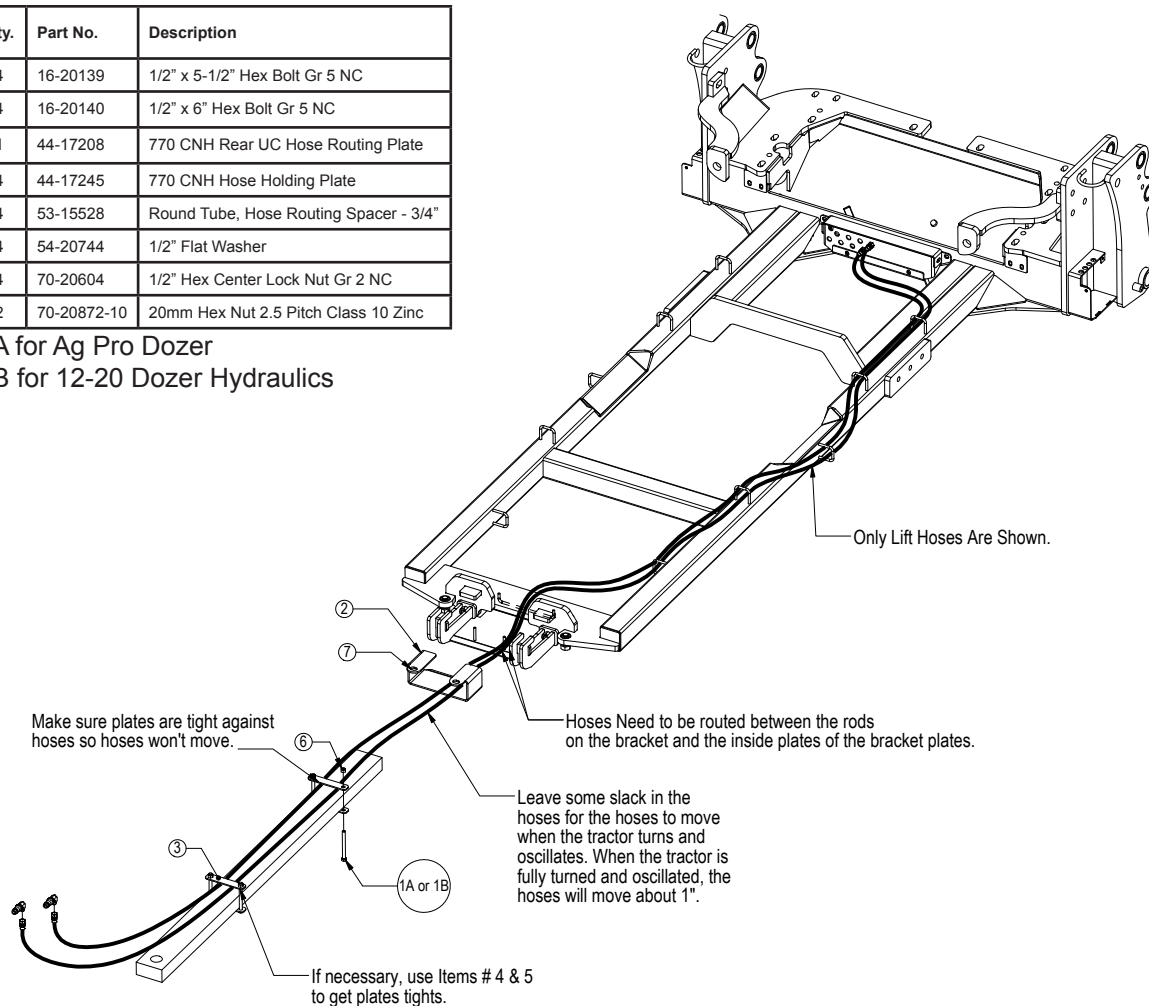 ty. Part No. Description
4 16-20139 1/2” x 5-1/2” Hex Bolt Gr 5 NC
4 16-20140 1/2” x 6” Hex Bolt Gr 5 NC
44-17208 770 CNH Rear UC Hose Routing Plate
4 44-17245 770 CNH Hose Holding Plate
4 53-15528 Round Tube, Hose Routing Spacer - 3/4”
4 54-20744 1/2” Flat Washer
4 70-20604 1/2” Hex Center Lock Nut Gr 2 NC
2 70-20872-10 20mm Hex Nut 2.5 Pitch Class 10 Zinc
A for Ag Pro Dozer
B for 12-20 Dozer Hydraulics
Only Lift Hoses Are Shown.
2
7
Hoses Need to be routed between the rods
on the bracket and the inside plates of the bracket plates.
Make sure plates are tight against
hoses so hoses won't move.
6
Leave some slack in the
hoses for the hoses to move
when the tractor turns and
oscillates. When the tractor is
fully turned and oscillated, the
hoses will move about 1".
3
1A or 1B
If necessary, use Items # 4 & 5
to get plates tights.